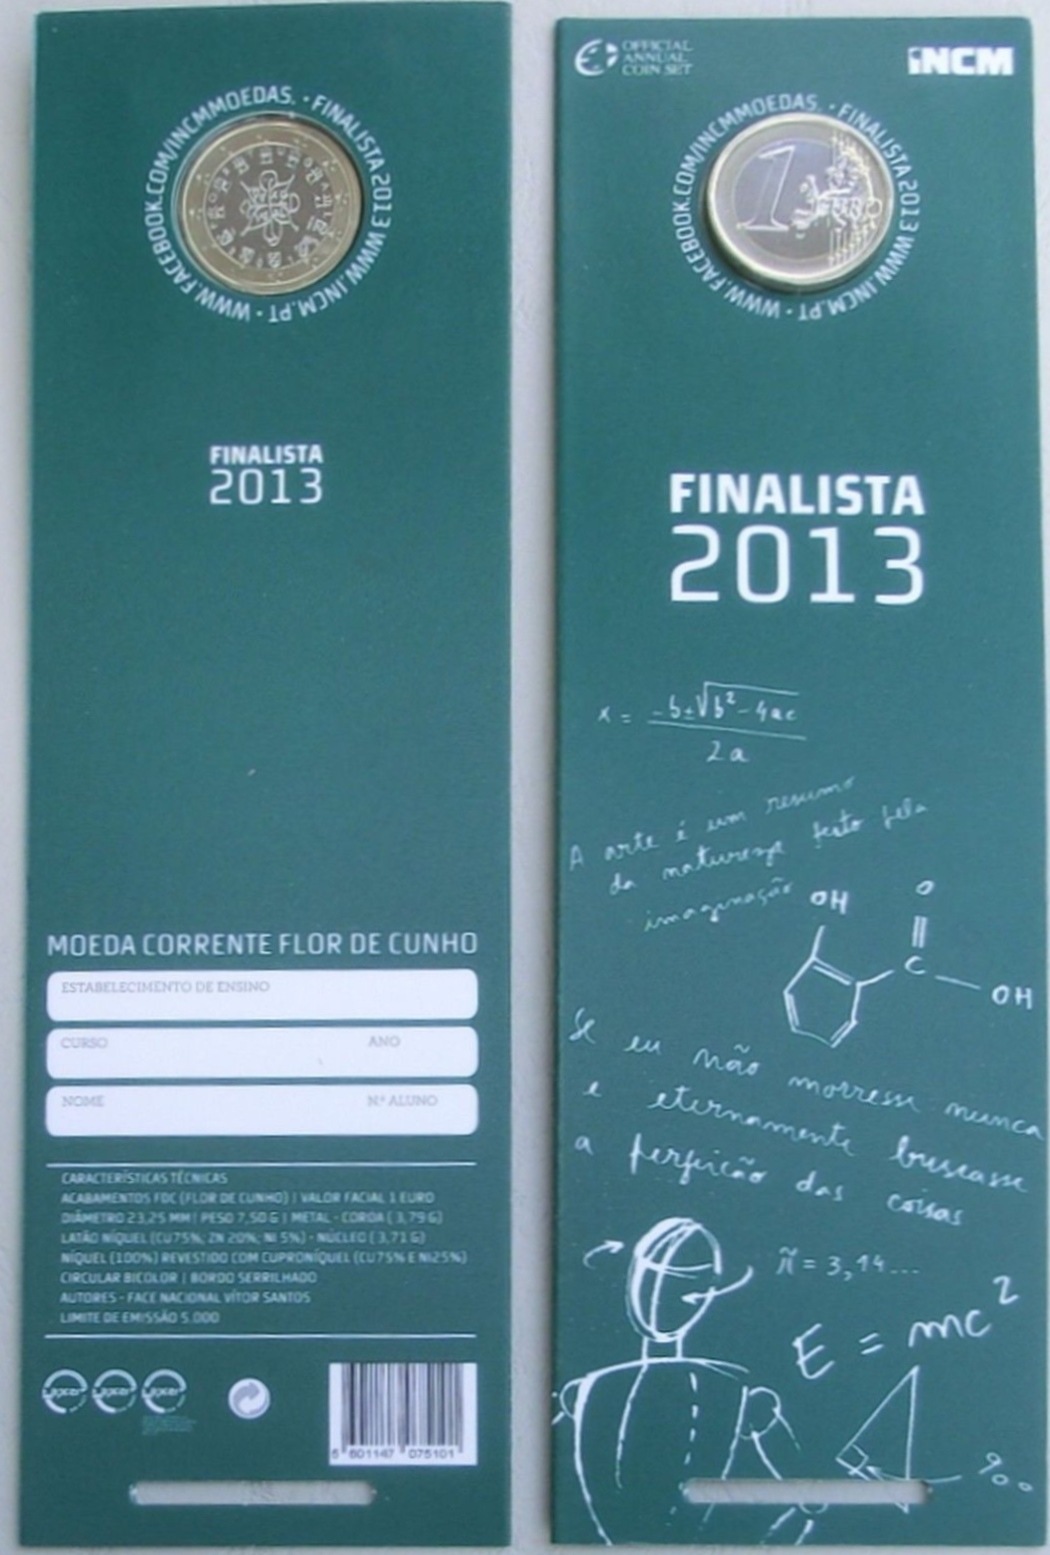 WWW.FACEBOOK.COM/INCMMOEDAS. • FINALISTA 2013 WWW.INCM.PT •
FINALISTA
2013
MOEDA CORRENTE FLOR DE CUNHO
ESTABELECIMENTO DE ENSINO
CURSO ANO
NOME N.º ALUNO
CARACTERÍSTICAS TÉCNICAS
ACABAMENTOS FDC (FLOR DE CUNHO) | VALOR FACIAL 1 EURO
DIÂMETRO 23,25 MM | PESO 7,50 G | METAL - COROA ( 3,79 G)
LATÃO NÍQUEL (CU75%; ZN 20%; NI 5%) - NÚCLEO ( 3,71 G)
NÍQUEL (100%) REVESTIDO COM CUPRONÍQUEL (CU75% E NI25%)
CIRCULAR BICOLOR | BORDO SERRILHADO
AUTORES - FACE NACIONAL VÍTOR SANTOS
LIMITE DE EMISSÃO 5.000
5 601147 075101
OFFICIAL
ANNUAL
COIN SET
INCM
WWW.FACEBOOK.COM/INCMMOEDAS. • FINALISTA 2013 WWW.INCM.PT •
1
FINALISTA
2013
x = -b±√b²-4ac
2a
A arte é um resumo
da natureza feito pela
imaginação
OH O
C
OH
Se eu não morresse nunca
e eternamente buscasse
a perfeição das coisas
π = 3,14...
E = mc²
90º